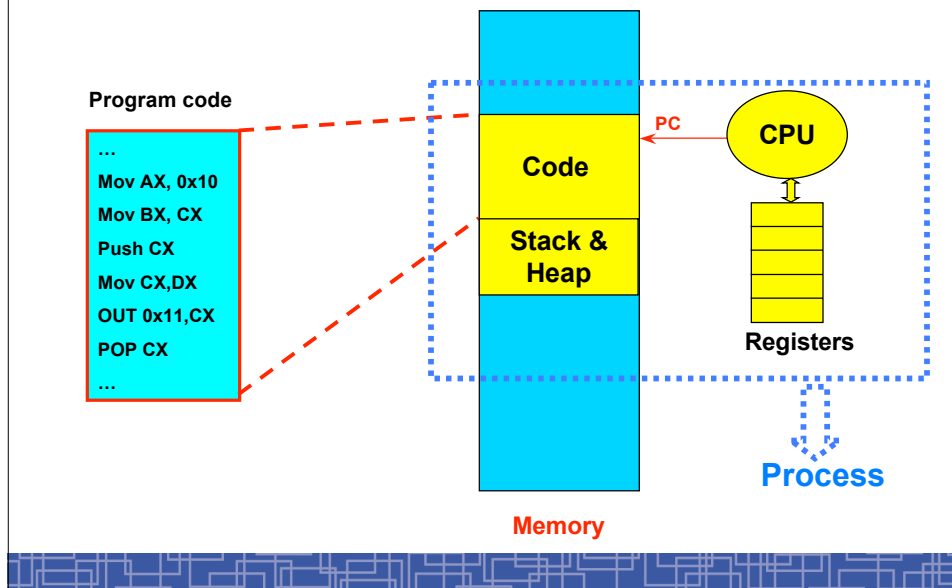 Program code
…
Mov AX, 0x10
Mov BX, CX
Push CX
Mov CX,DX
OUT 0x11,CX
POP CX
…
Code
Stack &
Heap
PC
CPU
Registers
Process
Memory